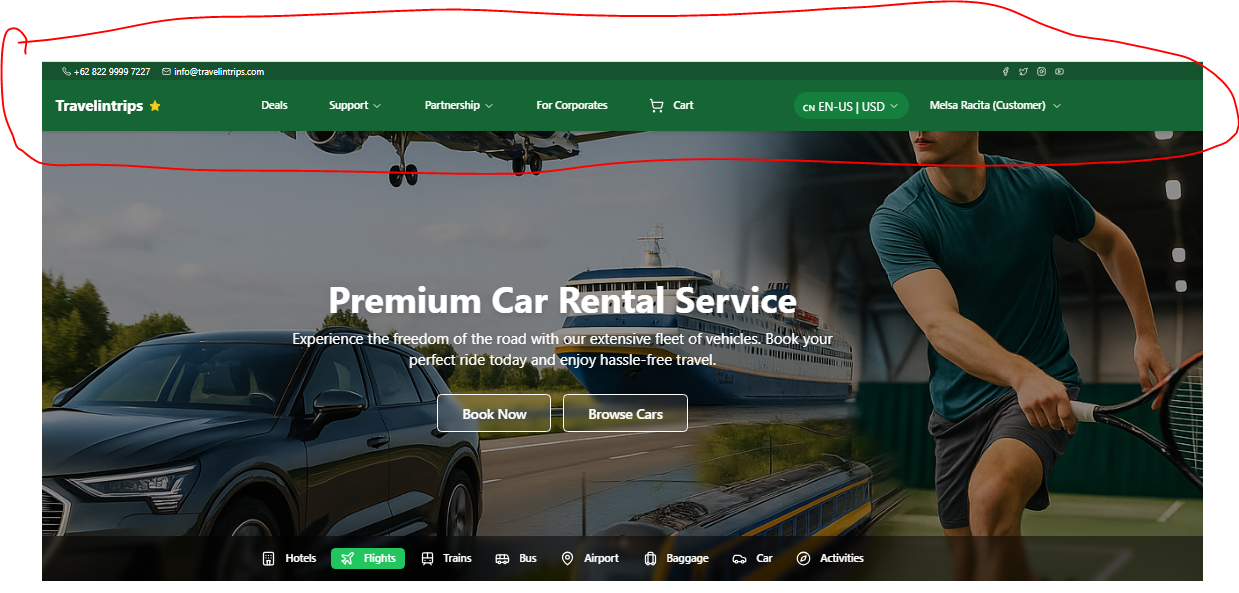 +62 822 9999 7227 info@travelintrips.com
Travelintrips Deals Support Partnership For Corporates Cart CN EN-US | USD Melsa Racita (Customer)
Premium Car Rental Service
Experience the freedom of the road with our extensive fleet of vehicles. Book your
perfect ride today and enjoy hassle-free travel.
Book Now Browse Cars
Hotels Flights Trains Bus Airport Baggage Car Activities